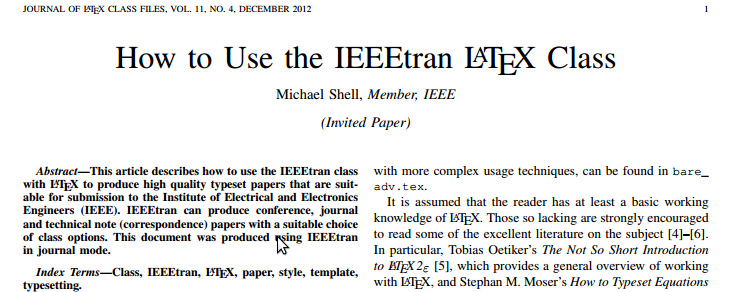 JOURNAL OF LATEX CLASS FILES, VOL. 11, NO. 4, DECEMBER 2012 1
How to Use the IEEEtran LATEX Class
Michael Shell, Member, IEEE
(Invited Paper)
Abstract—This article describes how to use the IEEEtran class
with LATEX to produce high quality typeset papers that are suit-
able for submission to the Institute of Electrical and Electronics
Engineers (IEEE). IEEEtran can produce conference, journal
and technical note (correspondence) papers with a suitable choice
of class options. This document was produced using IEEEtran
in journal mode.
Index Terms—Class, IEEEtran, LATEX, paper, style, template,
typesetting.
with more complex usage techniques, can be found in bare_
adv.tex.
It is assumed that the reader has at least a basic working
knowledge of LATEX. Those so lacking are strongly encouraged
to read some of the excellent literature on the subject [4]–[6].
In particular, Tobias Oetiker's The Not So Short Introduction
to LATEX 2ε [5], which provides a general overview of working
with LATEX, and Stephan M. Moser's How to Typeset Equations